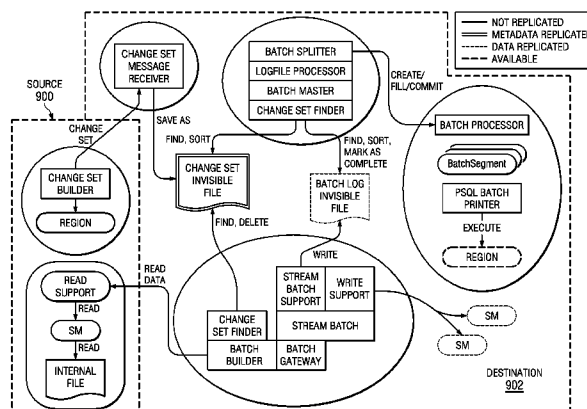 NOT REPLICATED
METADATA REPLICATED
DATA REPLICATED
AVAILABLE
SOURCE
900
CHANGE SET
MESSAGE
RECEIVER
BATCH SPLITTER
LOGFILE PROCESSOR
BATCH MASTER
CHANGE SET FINDER
CREATE/
FILL/COMMIT
SAVE AS
FIND, SORT
FIND, SORT,
MARK AS
COMPLETE
CHANGE
SET
CHANGE SET
BUILDER
REGION
CHANGE SET
INVISIBLE
FILE
BATCH LOG
INVISIBLE
FILE
BATCH PROCESSOR
BatchSegment
PSQL BATCH
PRINTER
EXECUTE
REGION
FIND, DELETE
WRITE
READ
DATA
READ
SUPPORT
READ
SM
READ
INTERNAL
FILE
STREAM
BATCH
SUPPORT
WRITE
SUPPORT
CHANGE
SET FINDER
STREAM BATCH
BATCH
BUILDER
BATCH
GATEWAY
SM
SM
DESTINATION
902